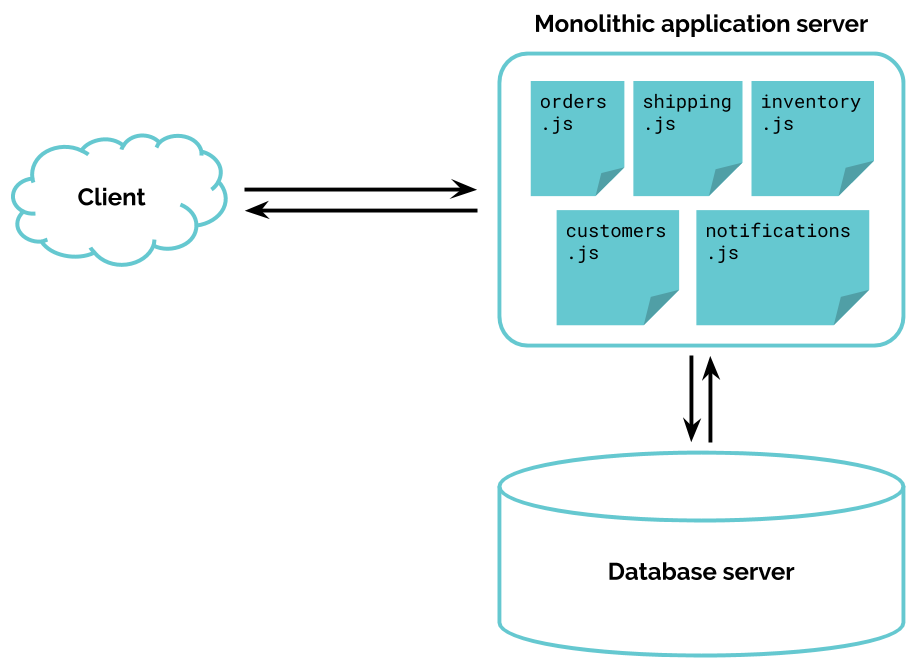 Monolithic application server
orders
.js
shipping
.js
inventory
.js
Client
customers
.js
notifications
.js
Database server